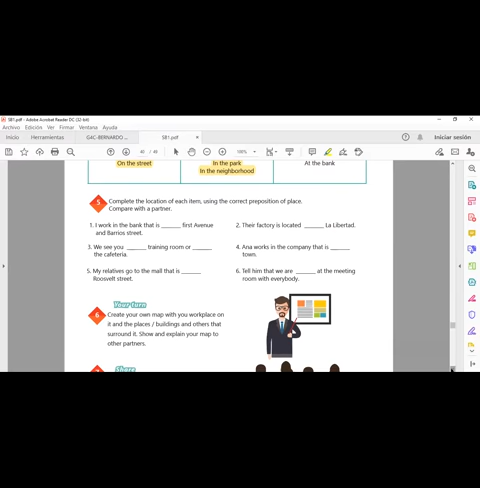 SB1.pdf - Adobe Acrobat Reader DC (32-bit)
Archivo Edición Ver Firmar Ventana Ayuda
Inicio Herramientas G4C-BERNARDO ... SB1.pdf × Iniciar sesión
40 / 49 100%
On the street In the park At the bank
In the neighborhood
5 Complete the location of each item, using the correct preposition of place.
Compare with a partner.
1. I work in the bank that is ______ first Avenue
and Barrios street.
2. Their factory is located ______ La Libertad.
3. We see you ______ training room or ______
the cafeteria.
4. Ana works in the company that is ______
town.
5. My relatives go to the mall that is ______
Roosvelt street.
6. Tell him that we are ______ at the meeting
room with everybody.
Your turn
6 Create your own map with you workplace on
it and the places / buildings and others that
surround it. Show and explain your map to
other partners.
Share